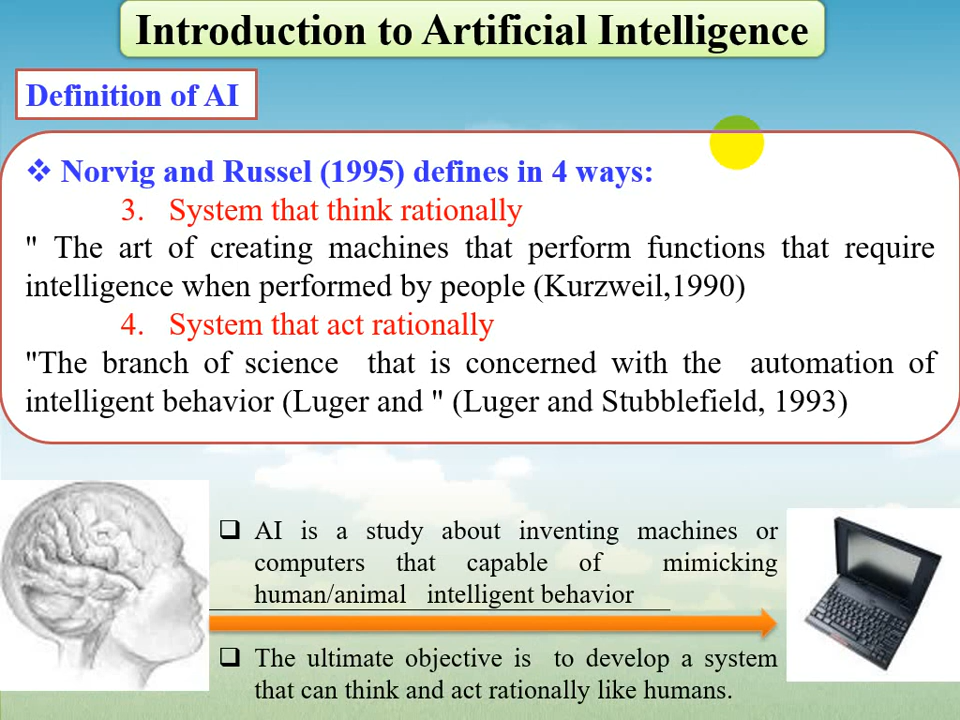 Introduction to Artificial Intelligence
Definition of AI
❖ Norvig and Russel (1995) defines in 4 ways:
3. System that think rationally
" The art of creating machines that perform functions that require
intelligence when performed by people (Kurzweil,1990)
4. System that act rationally
"The branch of science that is concerned with the automation of
intelligent behavior (Luger and " (Luger and Stubblefield, 1993)
❑ AI is a study about inventing machines or
computers that capable of mimicking
human/animal intelligent behavior
❑ The ultimate objective is to develop a system
that can think and act rationally like humans.